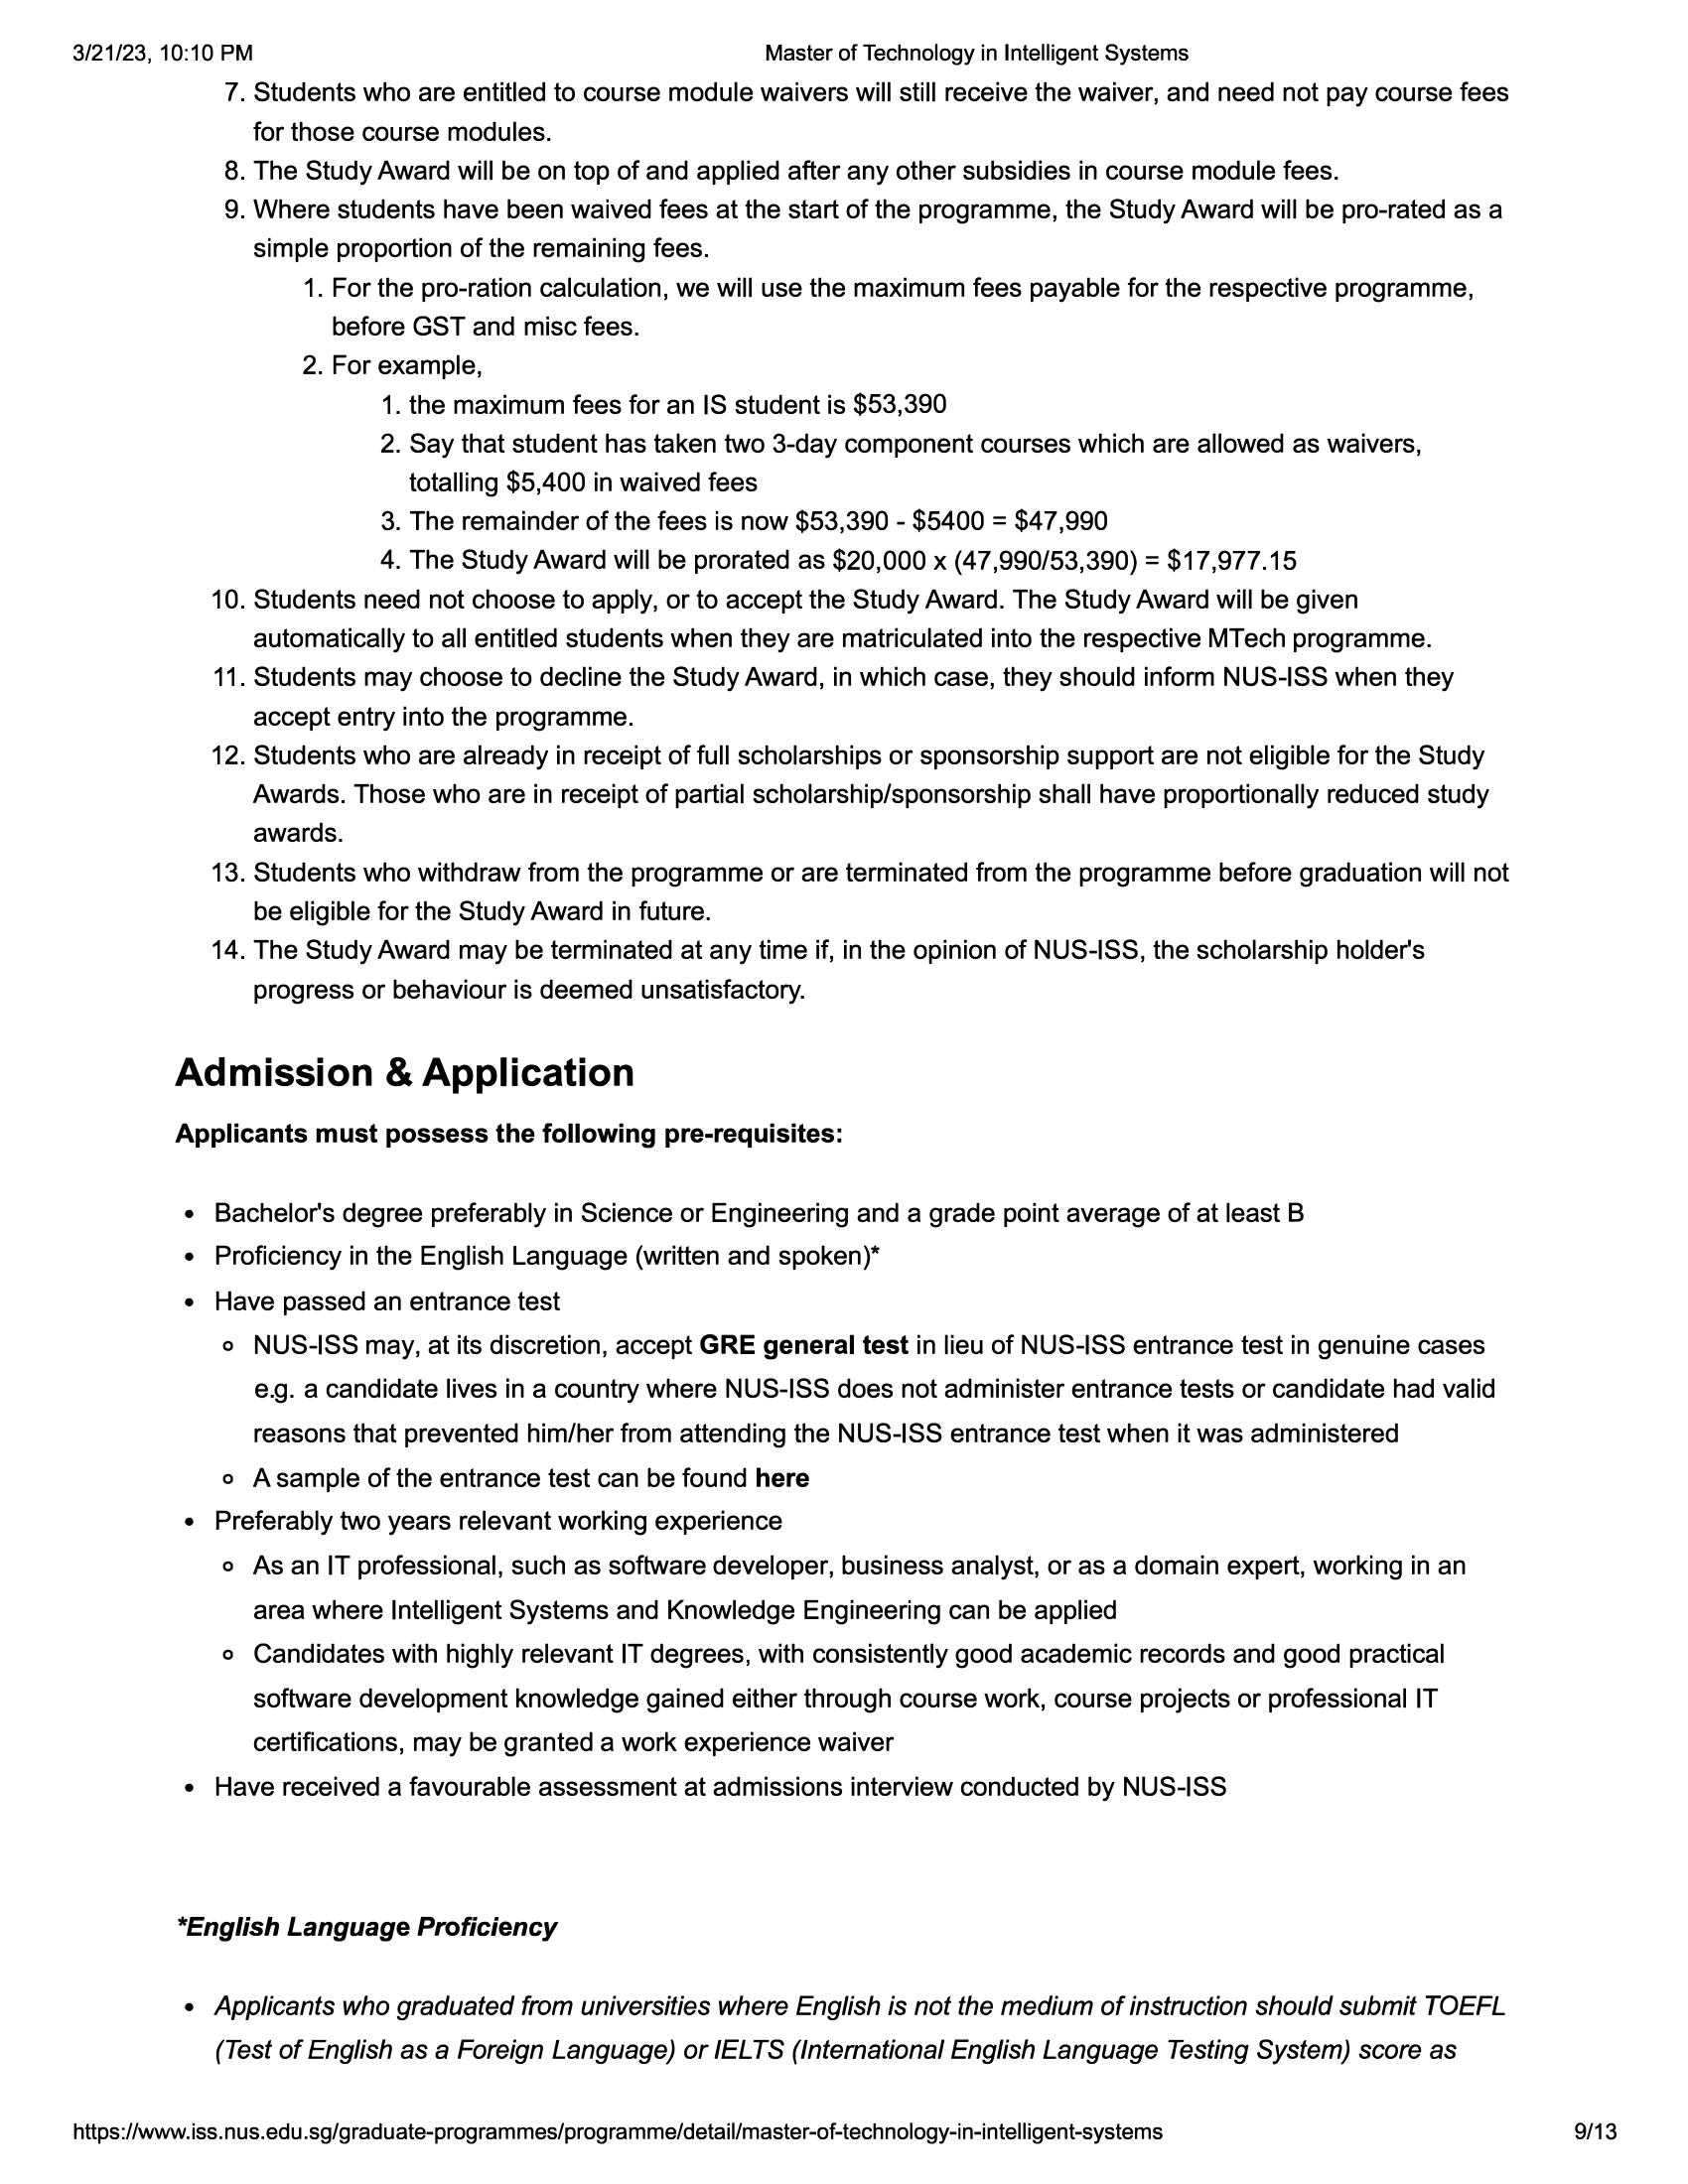 3/21/23, 10:10 PM
Master of Technology in Intelligent Systems
7. Students who are entitled to course module waivers will still receive the waiver, and need not pay course fees
for those course modules.
8. The Study Award will be on top of and applied after any other subsidies in course module fees.
9. Where students have been waived fees at the start of the programme, the Study Award will be pro-rated as a
simple proportion of the remaining fees.
1. For the pro-ration calculation, we will use the maximum fees payable for the respective programme,
before GST and misc fees.
2. For example,
1. the maximum fees for an IS student is $53,390
2. Say that student has taken two 3-day component courses which are allowed as waivers,
totalling $5,400 in waived fees
3. The remainder of the fees is now $53,390 - $5400 = $47,990
4. The Study Award will be prorated as $20,000 x (47,990/53,390) = $17,977.15
10. Students need not choose to apply, or to accept the Study Award. The Study Award will be given
automatically to all entitled students when they are matriculated into the respective MTech programme.
11. Students may choose to decline the Study Award, in which case, they should inform NUS-ISS when they
accept entry into the programme.
12. Students who are already in receipt of full scholarships or sponsorship support are not eligible for the Study
Awards. Those who are in receipt of partial scholarship/sponsorship shall have proportionally reduced study
awards.
13. Students who withdraw from the programme or are terminated from the programme before graduation will not
be eligible for the Study Award in future.
14. The Study Award may be terminated at any time if, in the opinion of NUS-ISS, the scholarship holder's
progress or behaviour is deemed unsatisfactory.
Admission & Application
Applicants must possess the following pre-requisites:
• Bachelor's degree preferably in Science or Engineering and a grade point average of at least B
• Proficiency in the English Language (written and spoken)*
• Have passed an entrance test
◦ NUS-ISS may, at its discretion, accept GRE general test in lieu of NUS-ISS entrance test in genuine cases
e.g. a candidate lives in a country where NUS-ISS does not administer entrance tests or candidate had valid
reasons that prevented him/her from attending the NUS-ISS entrance test when it was administered
◦ A sample of the entrance test can be found here
• Preferably two years relevant working experience
◦ As an IT professional, such as software developer, business analyst, or as a domain expert, working in an
area where Intelligent Systems and Knowledge Engineering can be applied
◦ Candidates with highly relevant IT degrees, with consistently good academic records and good practical
software development knowledge gained either through course work, course projects or professional IT
certifications, may be granted a work experience waiver
• Have received a favourable assessment at admissions interview conducted by NUS-ISS
*English Language Proficiency
• Applicants who graduated from universities where English is not the medium of instruction should submit TOEFL
(Test of English as a Foreign Language) or IELTS (International English Language Testing System) score as
https://www.iss.nus.edu.sg/graduate-programmes/programme/detail/master-of-technology-in-intelligent-systems
9/13